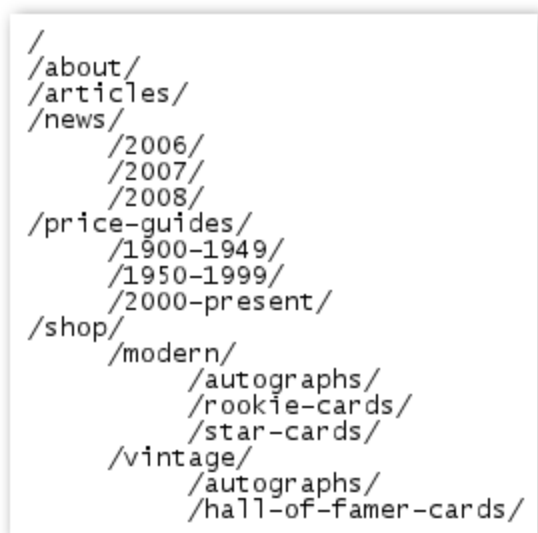 /
/about/
/articles/
/news/
/2006/
/2007/
/2008/
/price-guides/
/1900-1949/
/1950-1999/
/2000-present/
/shop/
/modern/
/autographs/
/rookie-cards/
/star-cards/
/vintage/
/autographs/
/hall-of-famer-cards/